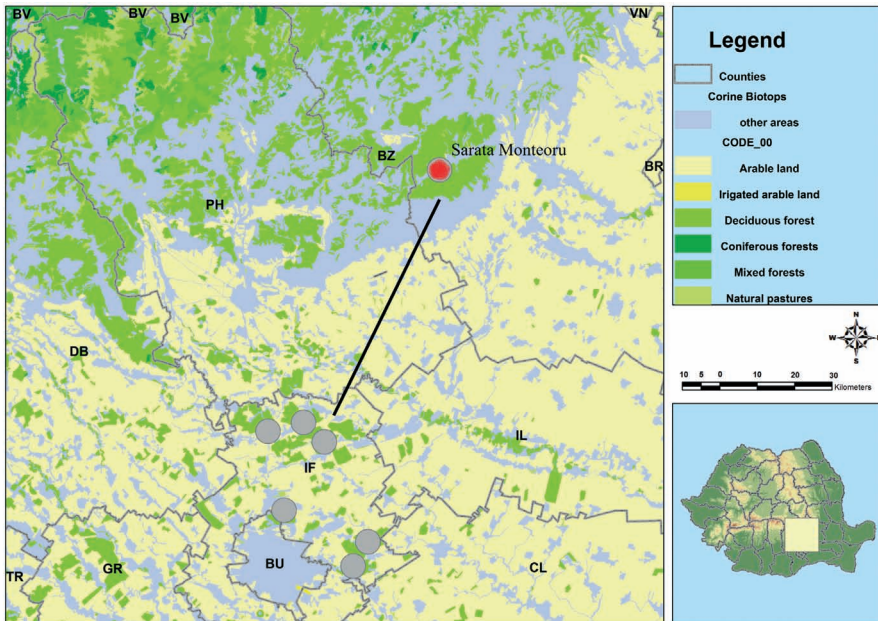 BV
BV
BV
VN
BZ
Sarata Monteoru
BR
PH
DB
IL
IF
BU
CL
GR
TR
Legend
Counties
Corine Biotops
other areas
CODE_00
Arable land
Irigated arable land
Deciduous forest
Coniferous forests
Mixed forests
Natural pastures
N
W
S
10 5 0 10 20 30
Kilometers